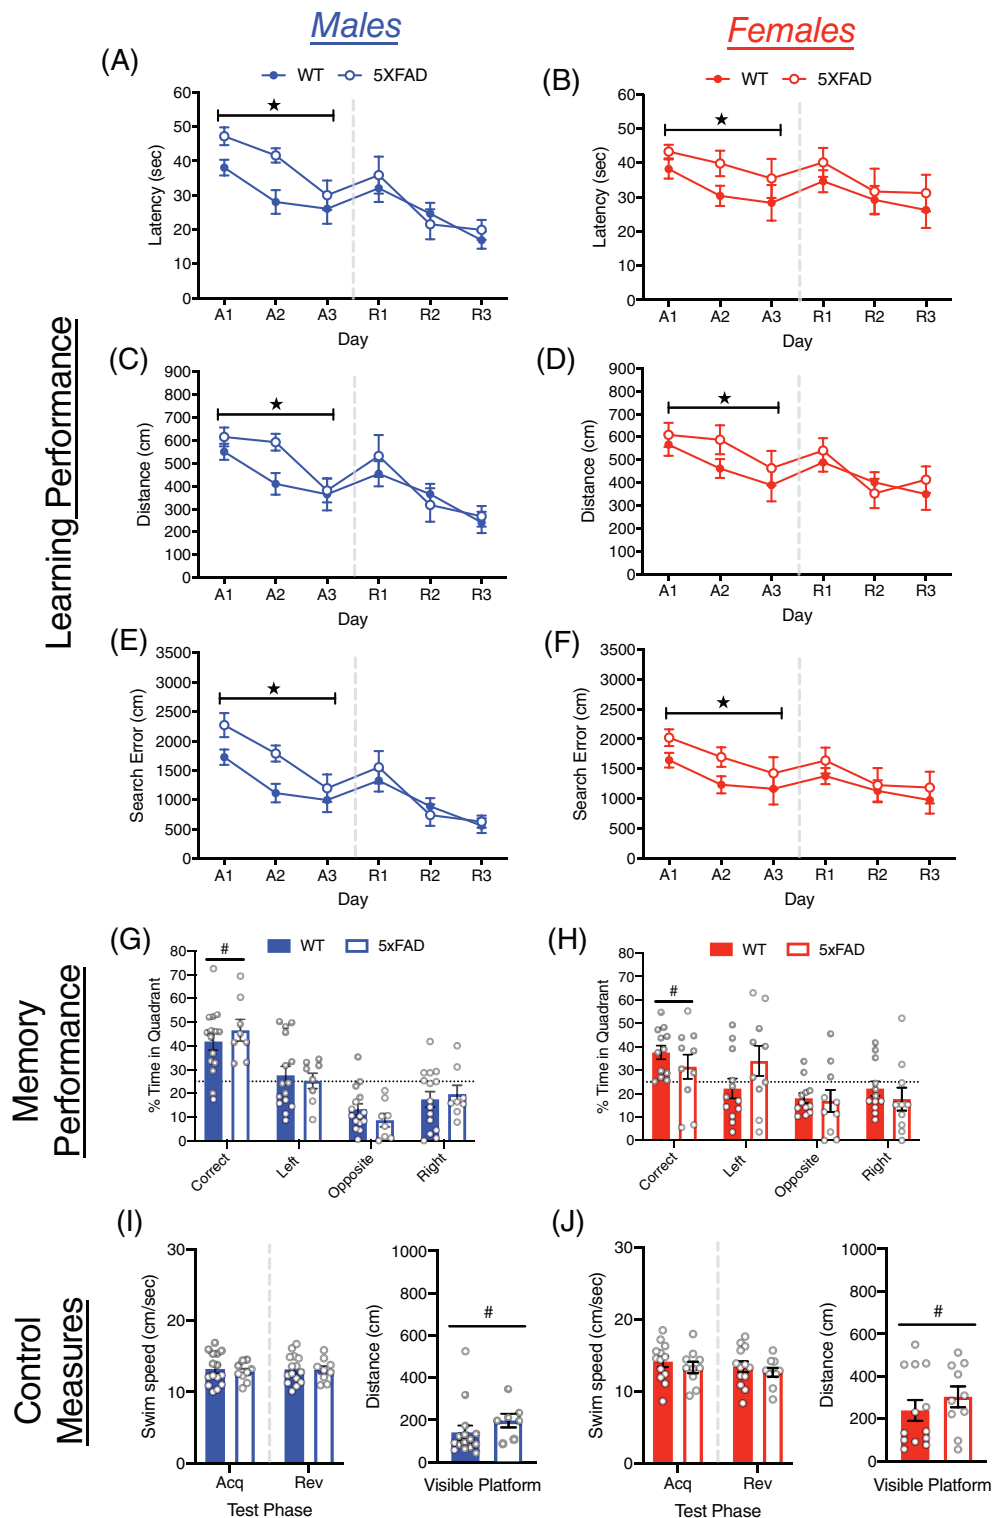 Males
Females
Learning Performance
(A)
WT 5XFAD
★
Latency (sec)
60
50
40
30
20
10
0
A1 A2 A3 R1 R2 R3
Day
(B)
WT 5XFAD
★
Latency (sec)
60
50
40
30
20
10
0
A1 A2 A3 R1 R2 R3
Day
(C)
★
Distance (cm)
900
800
700
600
500
400
300
200
100
0
A1 A2 A3 R1 R2 R3
Day
(D)
★
Distance (cm)
900
800
700
600
500
400
300
200
100
0
A1 A2 A3 R1 R2 R3
Day
(E)
★
Search Error (cm)
3500
3000
2500
2000
1500
1000
500
0
A1 A2 A3 R1 R2 R3
Day
(F)
★
Search Error (cm)
3500
3000
2500
2000
1500
1000
500
0
A1 A2 A3 R1 R2 R3
Day
Memory
Performance
(G)
WT 5xFAD
#
% Time in Quadrant
80
70
60
50
40
30
20
10
0
Correct Left Opposite Right
(H)
WT 5xFAD
#
% Time in Quadrant
80
70
60
50
40
30
20
10
0
Correct Left Opposite Right
Control
Measures
(I)
Swim speed (cm/sec)
30
20
10
0
Acq Rev
Test Phase
#
Distance (cm)
1000
800
600
400
200
0
Visible Platform
(J)
Swim speed (cm/sec)
30
20
10
0
Acq Rev
Test Phase
#
Distance (cm)
1000
800
600
400
200
0
Visible Platform